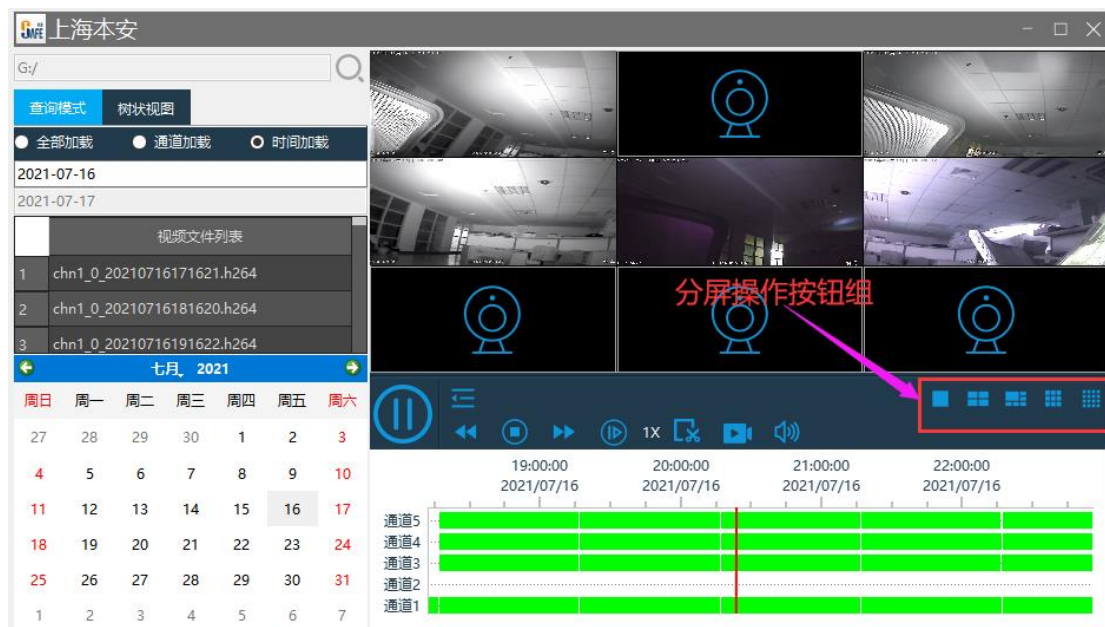 SAFE 上海本安
G:/
查询模式 树状视图
全部加载 通道加载 时间加载
2021-07-16
2021-07-17
视频文件列表
1 chn1_0_20210716171621.h264
2 chn1_0_20210716181620.h264
3 chn1_0_20210716191622.h264
七月, 2021
周日 周一 周二 周三 周四 周五 周六
27 28 29 30 1 2 3
4 5 6 7 8 9 10
11 12 13 14 15 16 17
18 19 20 21 22 23 24
25 26 27 28 29 30 31
1 2 3 4 5 6 7
分屏操作按钮组
1X
19:00:00 20:00:00 21:00:00 22:00:00
2021/07/16 2021/07/16 2021/07/16 2021/07/16
通道5
通道4
通道3
通道2
通道1